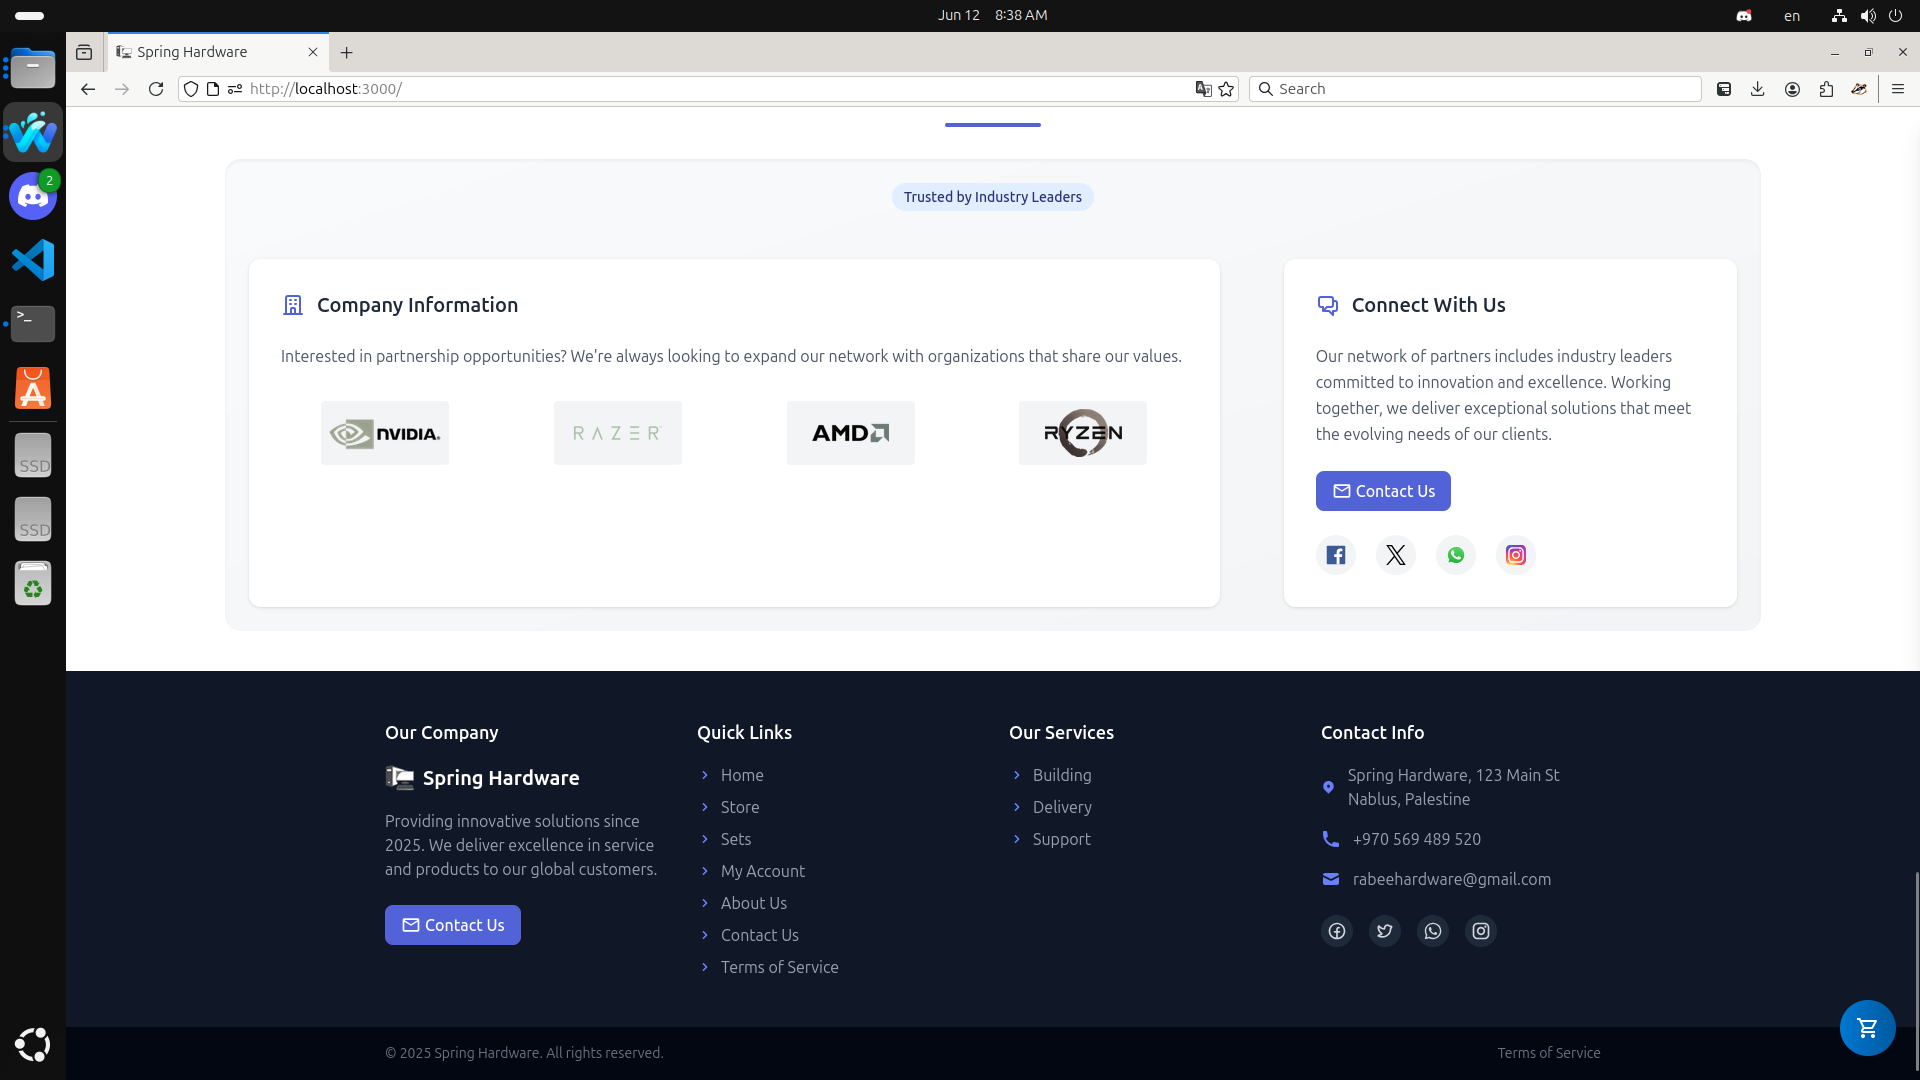 Jun 12 8:38 AM
en
Spring Hardware
http://localhost:3000/
Search
2
Trusted by Industry Leaders
Company Information
Interested in partnership opportunities? We're always looking to expand our network with organizations that share our values.
NVIDIA.
RAZER
AMD
RYZEN
Connect With Us
Our network of partners includes industry leaders
committed to innovation and excellence. Working
together, we deliver exceptional solutions that meet
the evolving needs of our clients.
Contact Us
SSD
SSD
Our Company
Spring Hardware
Providing innovative solutions since
2025. We deliver excellence in service
and products to our global customers.
Contact Us
Quick Links
Home
Store
Sets
My Account
About Us
Contact Us
Terms of Service
Our Services
Building
Delivery
Support
Contact Info
Spring Hardware, 123 Main St
Nablus, Palestine
+970 569 489 520
rabeehardware@gmail.com
© 2025 Spring Hardware. All rights reserved.
Terms of Service